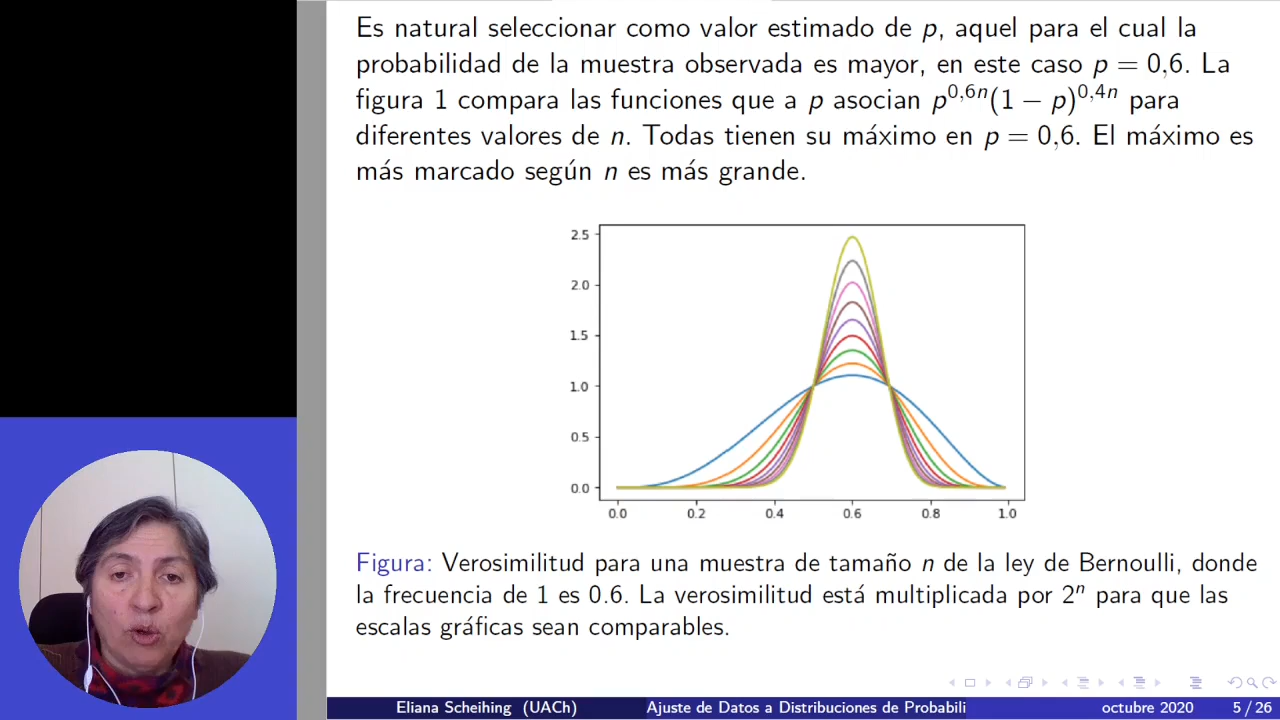 Es natural seleccionar como valor estimado de p, aquel para el cual la
probabilidad de la muestra observada es mayor, en este caso p = 0,6. La
figura 1 compara las funciones que a p asocian p^{0,6n}(1 − p)^{0,4n} para
diferentes valores de n. Todas tienen su máximo en p = 0,6. El máximo es
más marcado según n es más grande.
2.5
2.0
1.5
1.0
0.5
0.0
0.0 0.2 0.4 0.6 0.8 1.0
Figura: Verosimilitud para una muestra de tamaño n de la ley de Bernoulli, donde
la frecuencia de 1 es 0.6. La verosimilitud está multiplicada por 2^n para que las
escalas gráficas sean comparables.
Eliana Scheihing (UACh) Ajuste de Datos a Distribuciones de Probabili octubre 2020 5 / 26